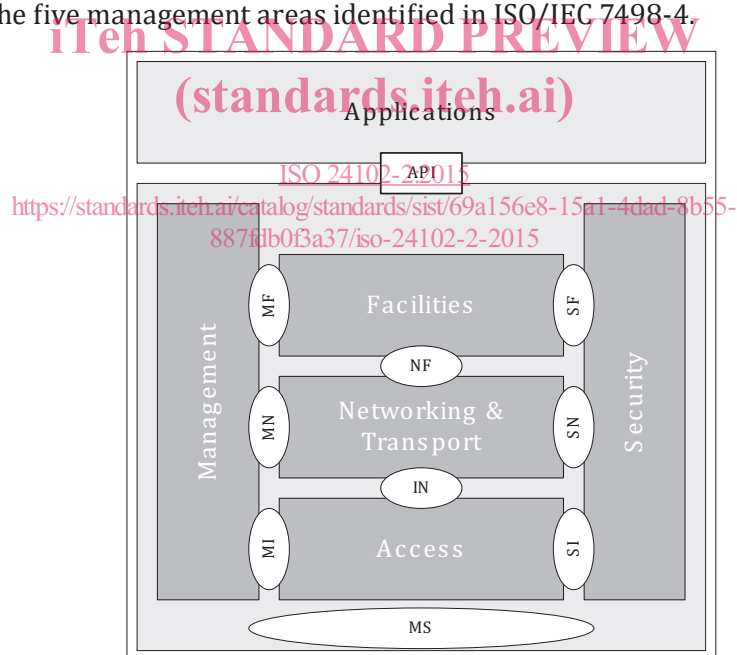 he five management areas identified in ISO/IEC 7498-4.
iTeh STANDARD PREVIEW
(standards.iteh.ai)
Applications
API
ISO 24102-2:2015
https://standards.iteh.ai/catalog/standards/sist/69a156e8-15a1-4dad-8b55-
887fdb0f3a37/iso-24102-2-2015
Management
MF
Facilities
SF
NF
MN
Networking &
Transport
SN
Security
IN
MI
Access
SI
MS